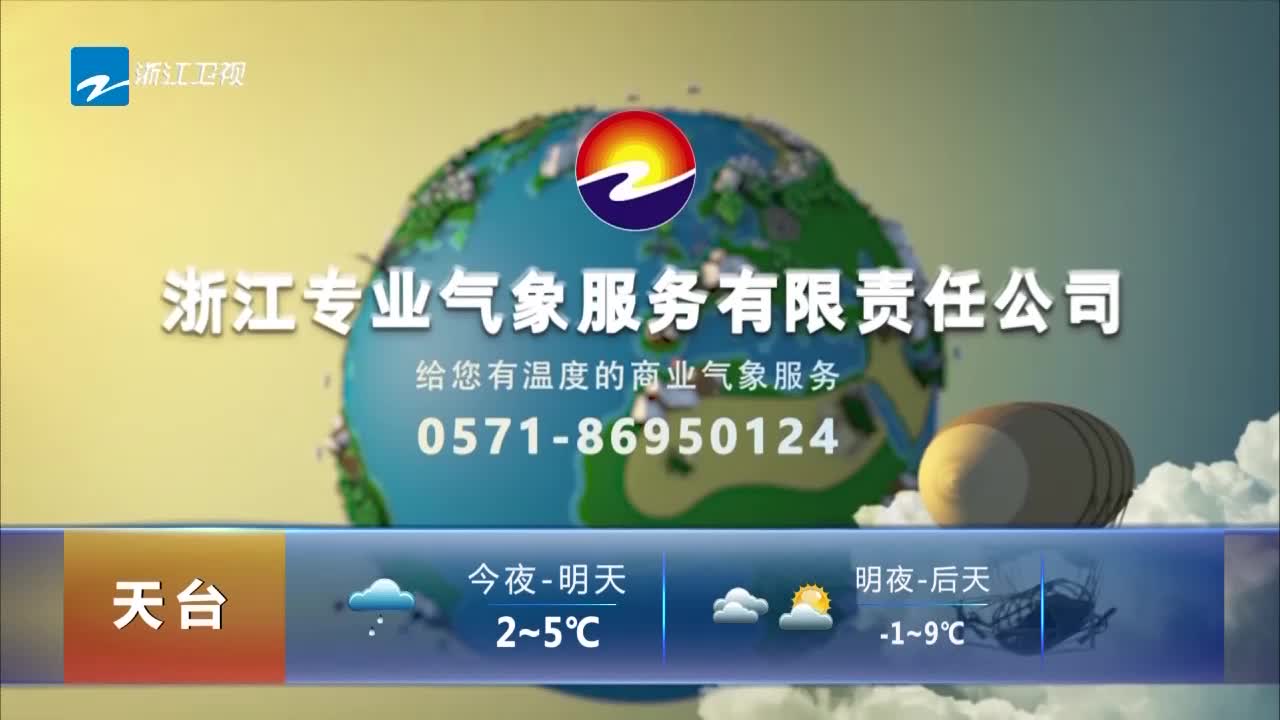 浙江卫视
浙江专业气象服务有限责任公司
给您有温度的商业气象服务
0571-86950124
天台
今夜-明天
2~5℃
明夜-后天
-1~9℃